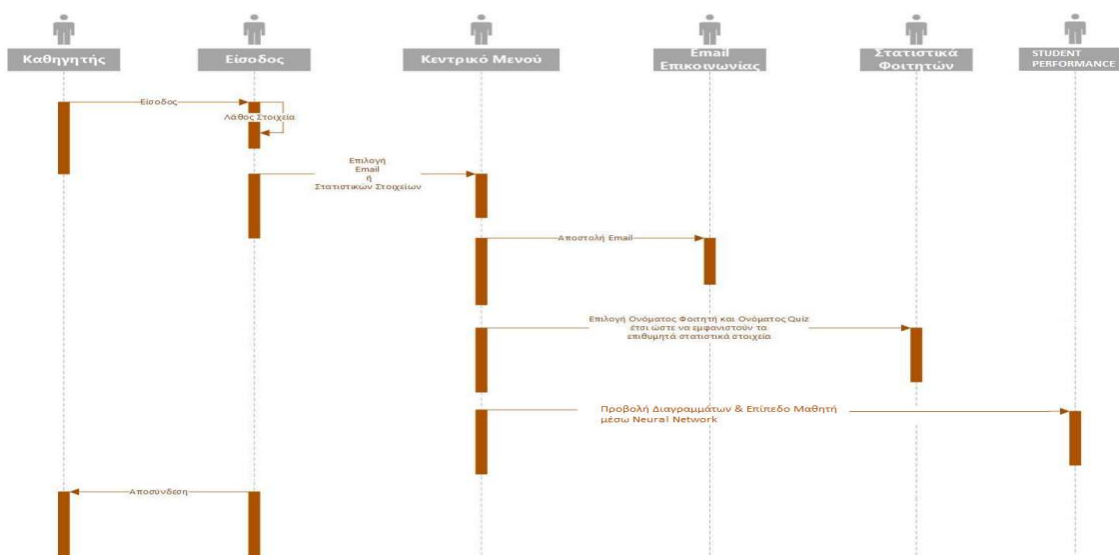 Καθηγητής
Είσοδος
Κεντρικό Μενού
Email
Επικοινωνίας
Στατιστικά
Φοιτητών
STUDENT
PERFORMANCE
Είσοδος
Λάθος Στοιχεία
Επιλογή
Email
ή
Στατιστικών Στοιχείων
Αποστολή Email
Επιλογή Ονόματος Φοιτητή και Ονόματος Quiz
έτσι ώστε να εμφανιστούν τα
επιθυμητά στατιστικά στοιχεία
Προβολή Διαγραμμάτων & Επίπεδο Μαθητή
μέσω Neural Network
Αποσύνδεση